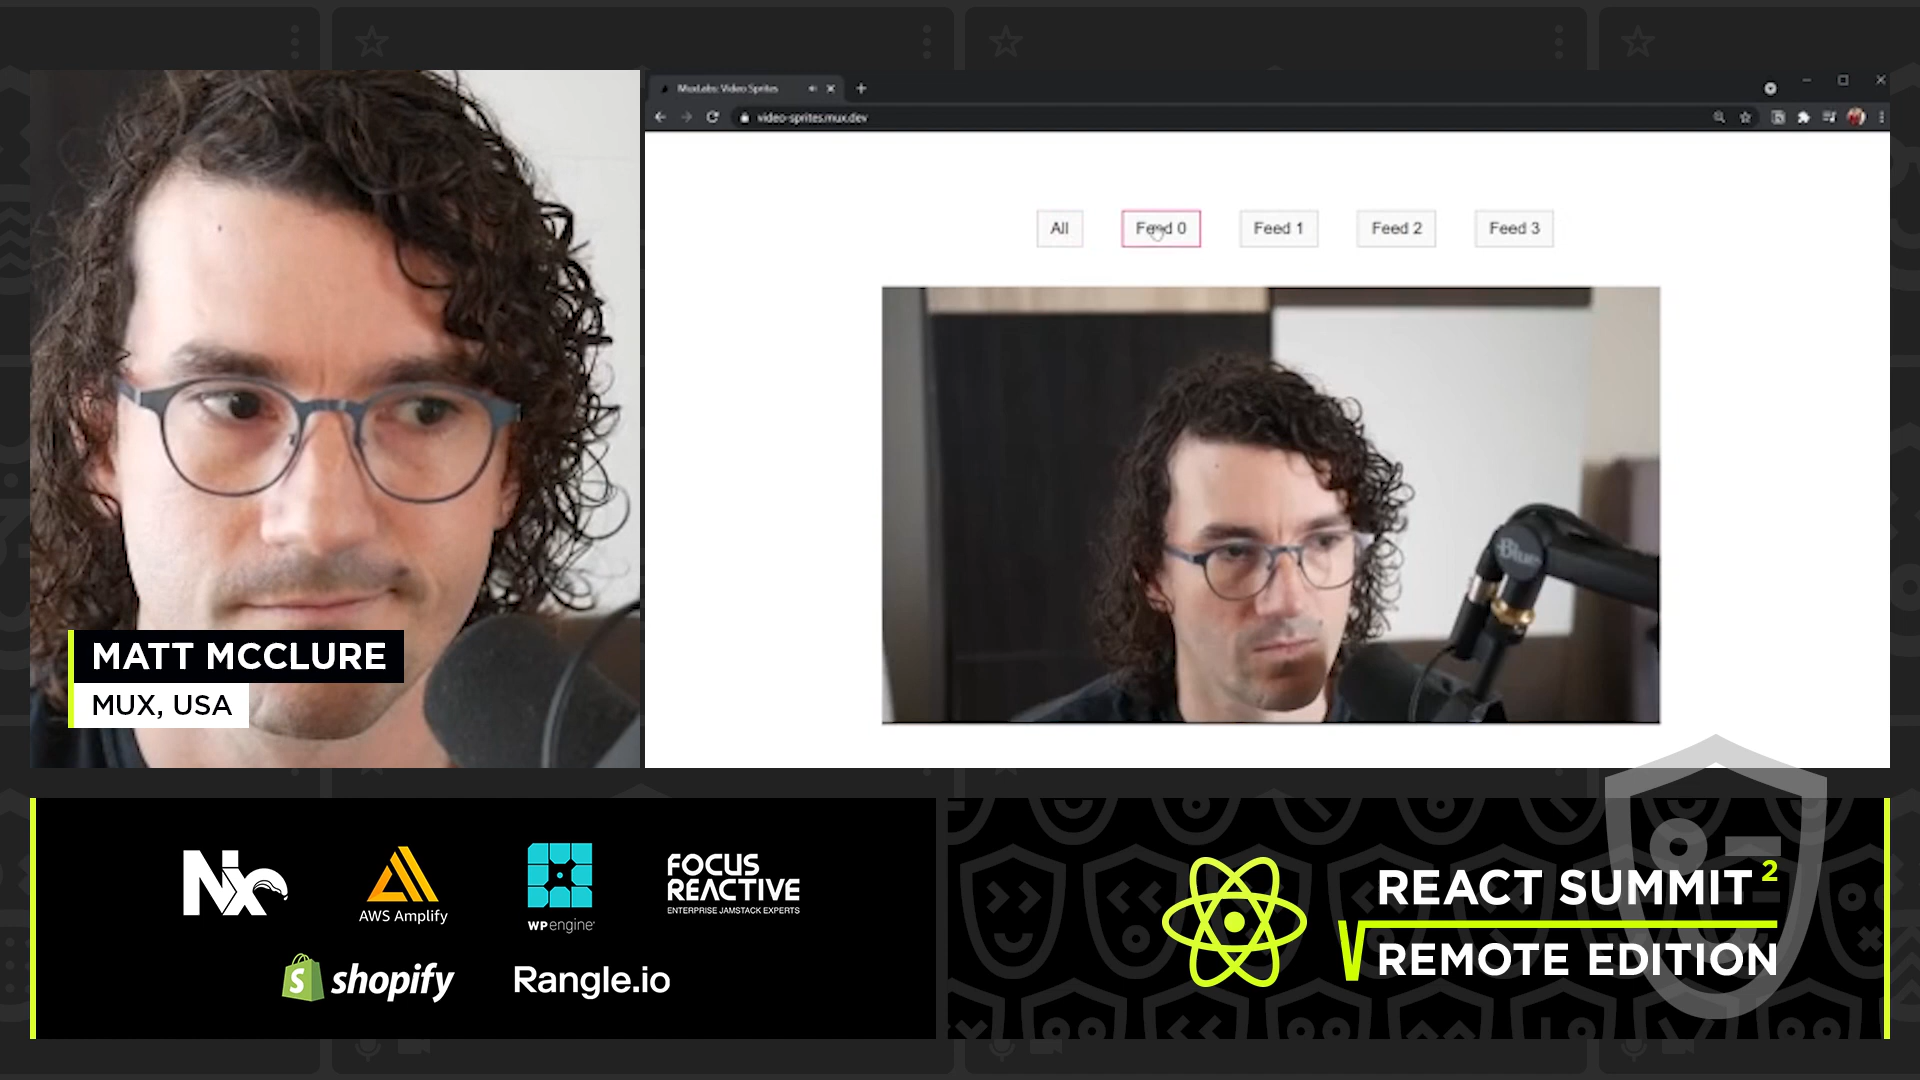 MuxLabs: Video Sprites
video-sprites.mux.dev
All
Feed 0
Feed 1
Feed 2
Feed 3
Blue
MATT MCCLURE
MUX, USA
Nx
AWS Amplify
WP engine
FOCUS
REACTIVE
ENTERPRISE JAMSTACK EXPERTS
shopify
Rangle.io
REACT SUMMIT 2
REMOTE EDITION